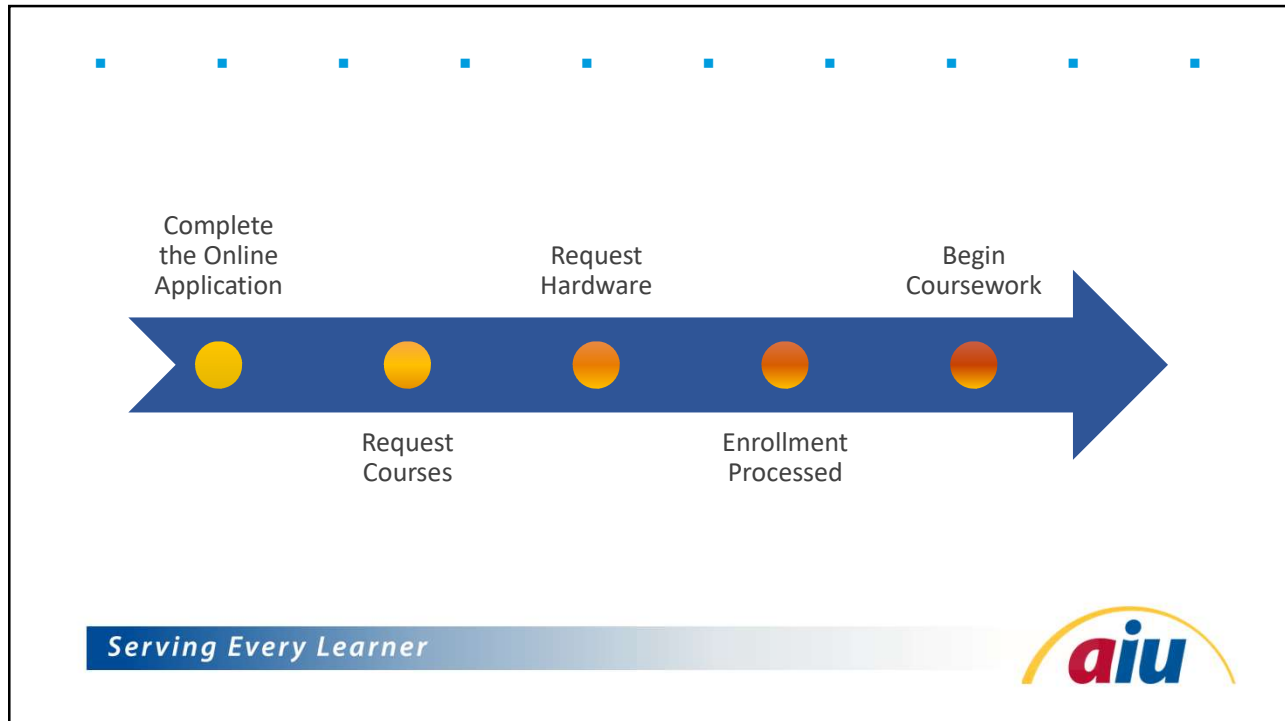 Complete
the Online
Application
Request
Courses
Request
Hardware
Enrollment
Processed
Begin
Coursework
Serving Every Learner
aiu